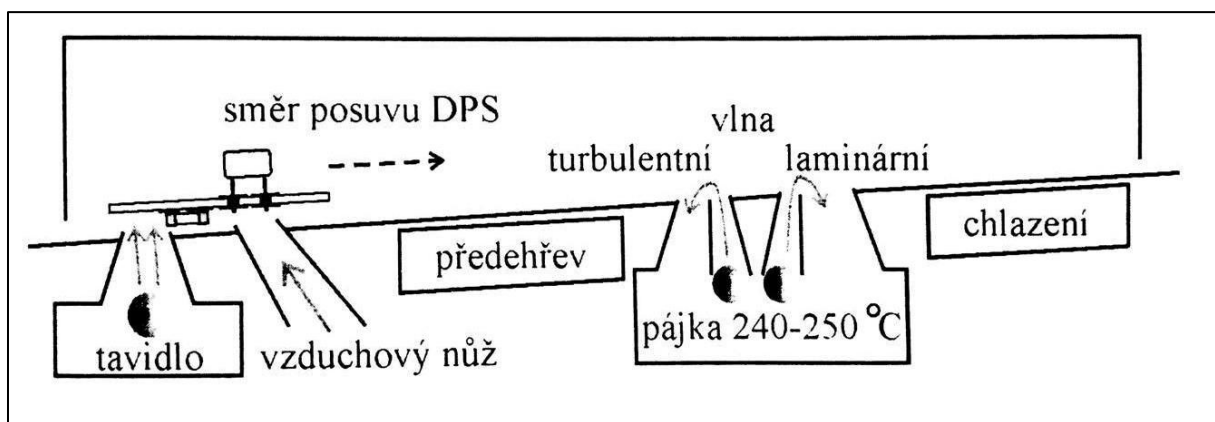 směr posuvu DPS
vlna
turbulentní laminární
předehřev
chlazení
tavidlo
vzduchový nůž
pájka 240-250 °C